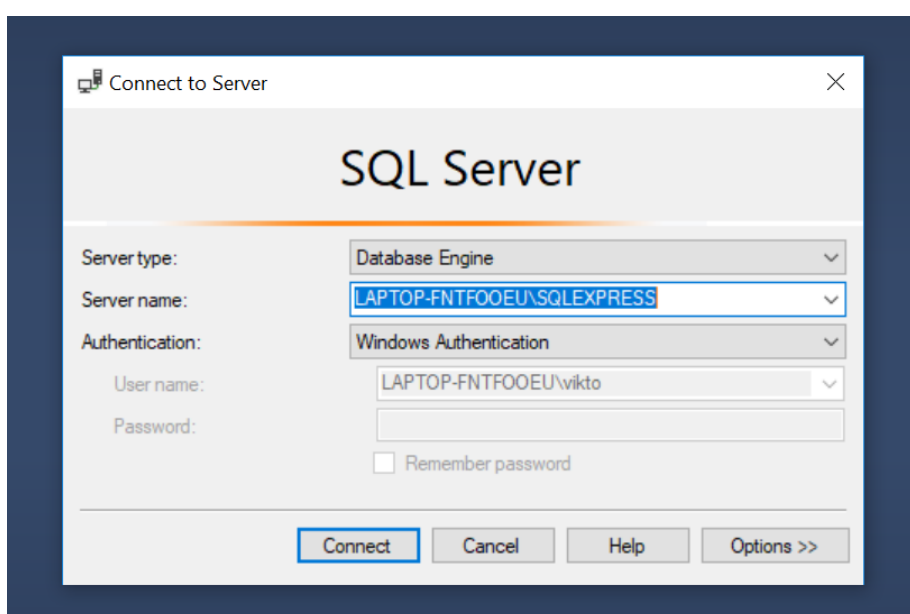 Connect to Server
SQL Server
Server type: Database Engine
Server name: LAPTOP-FNTFOOEU\SQLEXPRESS
Authentication: Windows Authentication
User name: LAPTOP-FNTFOOEU\vikto
Password:
Remember password
Connect Cancel Help Options >>